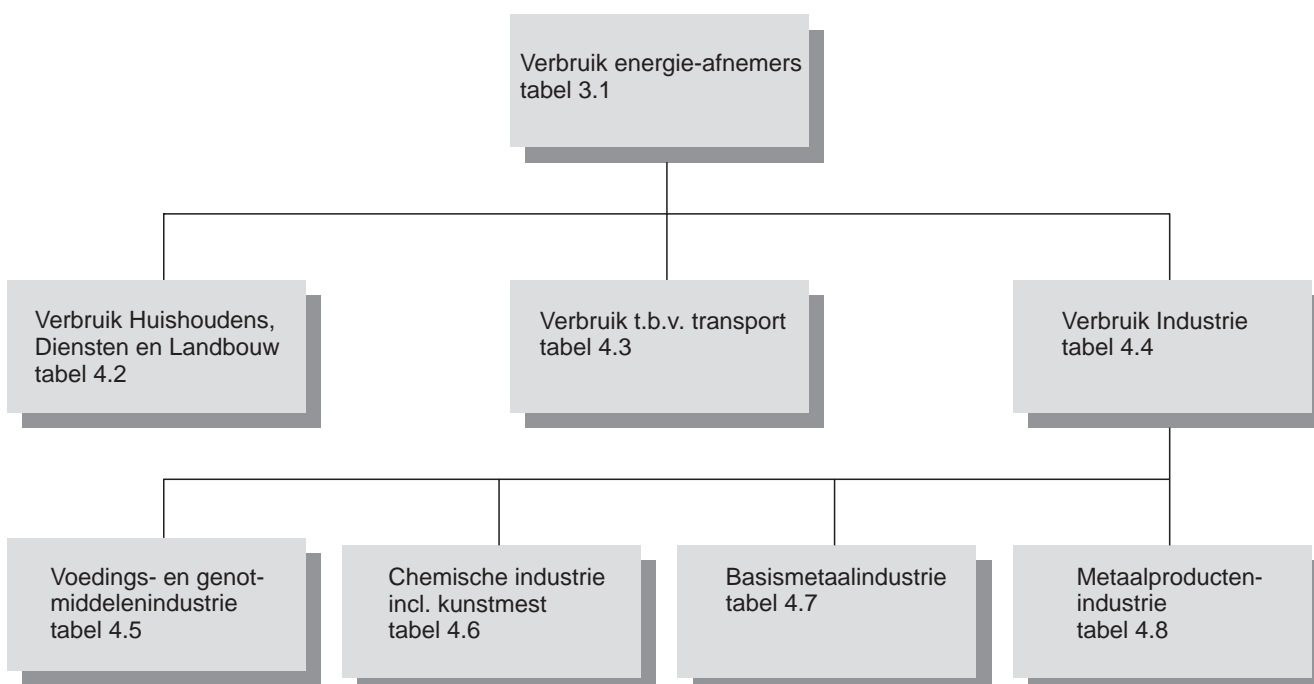 Verbruik energie-afnemers
tabel 3.1
Verbruik Huishoudens,
Diensten en Landbouw
tabel 4.2
Verbruik t.b.v. transport
tabel 4.3
Verbruik Industrie
tabel 4.4
Voedings- en genot-
middelenindustrie
tabel 4.5
Chemische industrie
incl. kunstmest
tabel 4.6
Basismetaalindustrie
tabel 4.7
Metaalproducten-
industrie
tabel 4.8